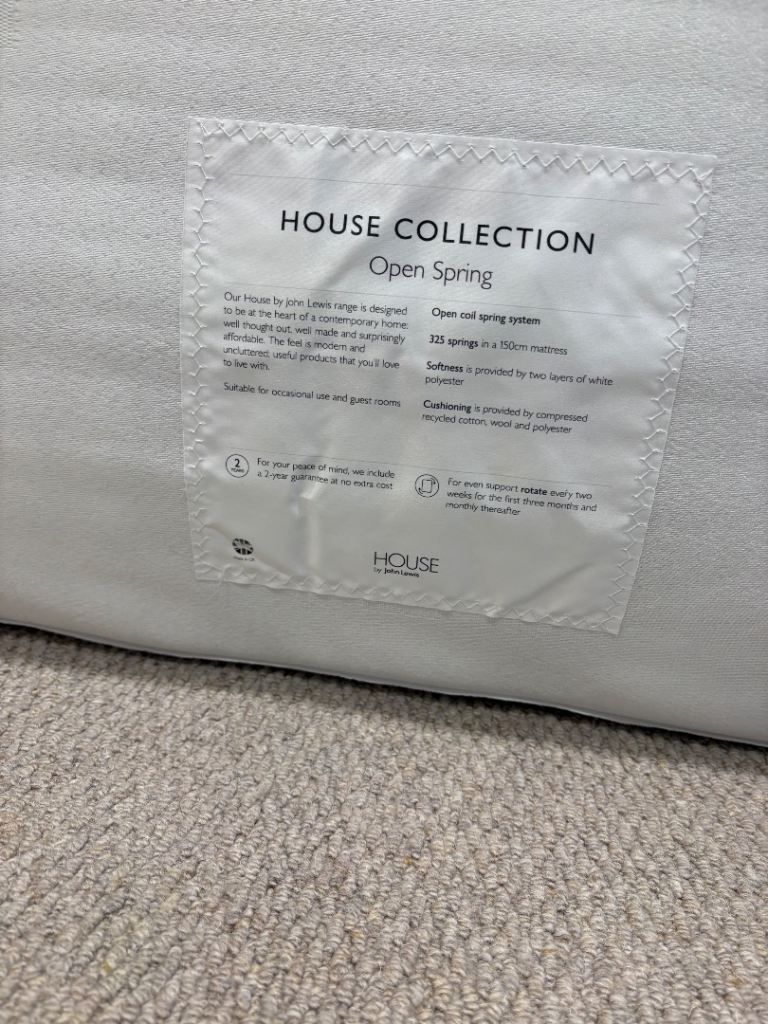 HOUSE COLLECTION
Open Spring
Our House by John Lewis range is designed
to be at the heart of a contemporary home;
well thought out, well made and surprisingly
affordable. The feel is modern and
uncluttered; useful products that you'll love
to live with.
Suitable for occasional use and guest rooms
Open coil spring system
325 springs in a 150cm mattress
Softness is provided by two layers of white
polyester
Cushioning is provided by compressed
recycled cotton, wool and polyester
2
YEARS
For your peace of mind, we include
a 2-year guarantee at no extra cost
For even support rotate every two
weeks for the first three months and
monthly thereafter
HOUSE
by John Lewis